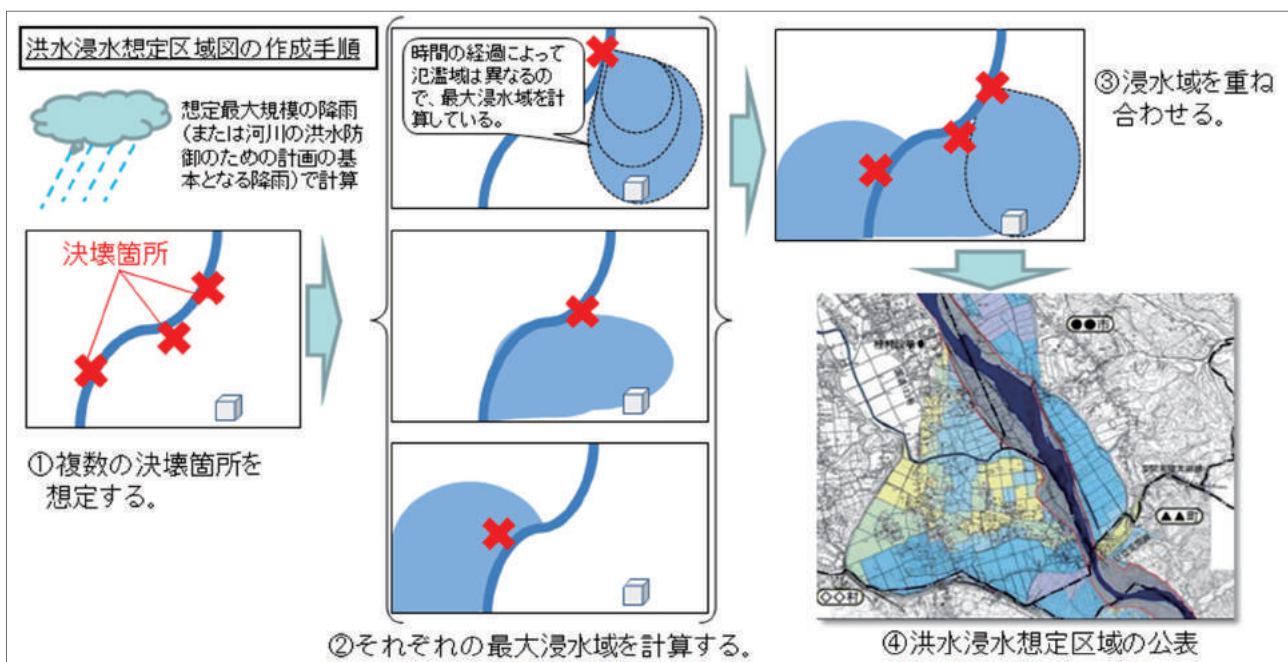 洪水浸水想定区域図の作成手順
想定最大規模の降雨
(または河川の洪水防
御のための計画の基
本となる降雨)で計算
決壊箇所
①複数の決壊箇所を
想定する。
時間の経過によって
氾濫域は異なるの
で、最大浸水域を計
算している。
②それぞれの最大浸水域を計算する。
③浸水域を重ね
合わせる。
●●市
▲▲町
◇◇村
④洪水浸水想定区域の公表